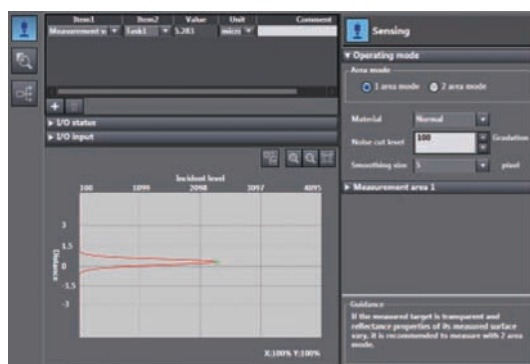 Item1 Item2 Value Unit Comment
Measurement v Task1 5.283 micro
I/O status
I/O input
Incident level
100 1099 2098 3097 4095
Distance
3
1.5
0
-1.5
-3
X:100% Y:100%
Sensing
Operating mode
Area mode
1 area mode 2 area mode
Material Normal
Noise cut level 100 Gradation
Smoothing size 5 pixel
Measurement area 1
Guidance
If the measured target is transparent and
reflectance properties of its measured surface
vary, it is recommended to measure with 2 area
mode.